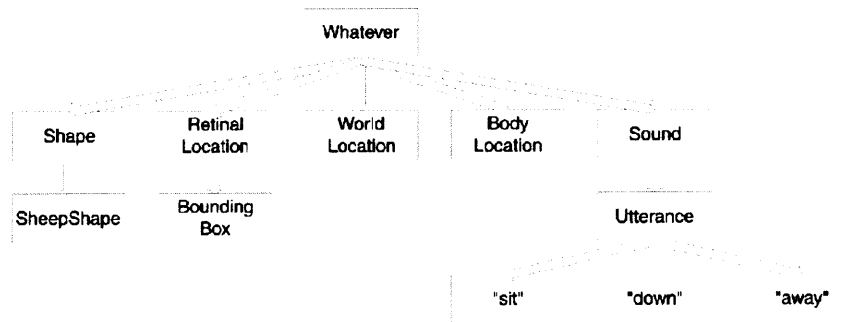 Whatever
Shape
Retinal
Location
World
Location
Body
Location
Sound
SheepShape
Bounding
Box
Utterance
"sit"
"down"
"away"